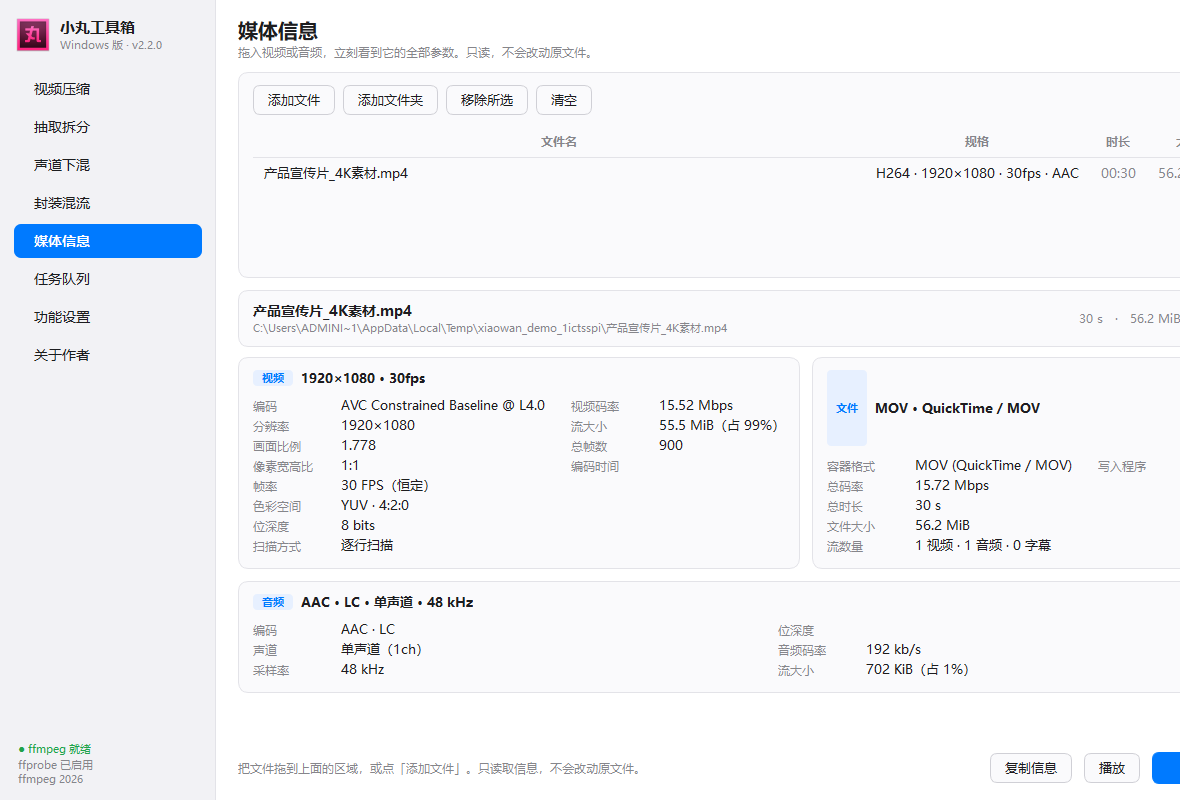 丸
小丸工具箱
Windows 版 · v2.2.0
视频压缩
抽取拆分
声道下混
封装混流
媒体信息
任务队列
功能设置
关于作者
● ffmpeg 就绪
ffprobe 已启用
ffmpeg 2026
媒体信息
拖入视频或音频，立刻看到它的全部参数。只读，不会改动原文件。
添加文件 添加文件夹 移除所选 清空
文件名 规格 时长
产品宣传片_4K素材.mp4 H264 · 1920×1080 · 30fps · AAC 00:30 56.2
产品宣传片_4K素材.mp4
C:\Users\ADMINI~1\AppData\Local\Temp\xiaowan_demo_1ictsspi\产品宣传片_4K素材.mp4
30 s · 56.2 MiB
视频 1920×1080 • 30fps
编码 AVC Constrained Baseline @ L4.0 视频码率 15.52 Mbps
分辨率 1920×1080 流大小 55.5 MiB（占 99%）
画面比例 1.778 总帧数 900
像素宽高比 1:1 编码时间
帧率 30 FPS（恒定）
色彩空间 YUV · 4:2:0
位深度 8 bits
扫描方式 逐行扫描
文件 MOV • QuickTime / MOV
容器格式 MOV (QuickTime / MOV) 写入程序
总码率 15.72 Mbps
总时长 30 s
文件大小 56.2 MiB
流数量 1 视频 · 1 音频 · 0 字幕
音频 AAC • LC • 单声道 • 48 kHz
编码 AAC · LC 位深度
声道 单声道（1ch） 音频码率 192 kb/s
采样率 48 kHz 流大小 702 KiB（占 1%）
把文件拖到上面的区域，或点「添加文件」。只读取信息，不会改动原文件。
复制信息 播放